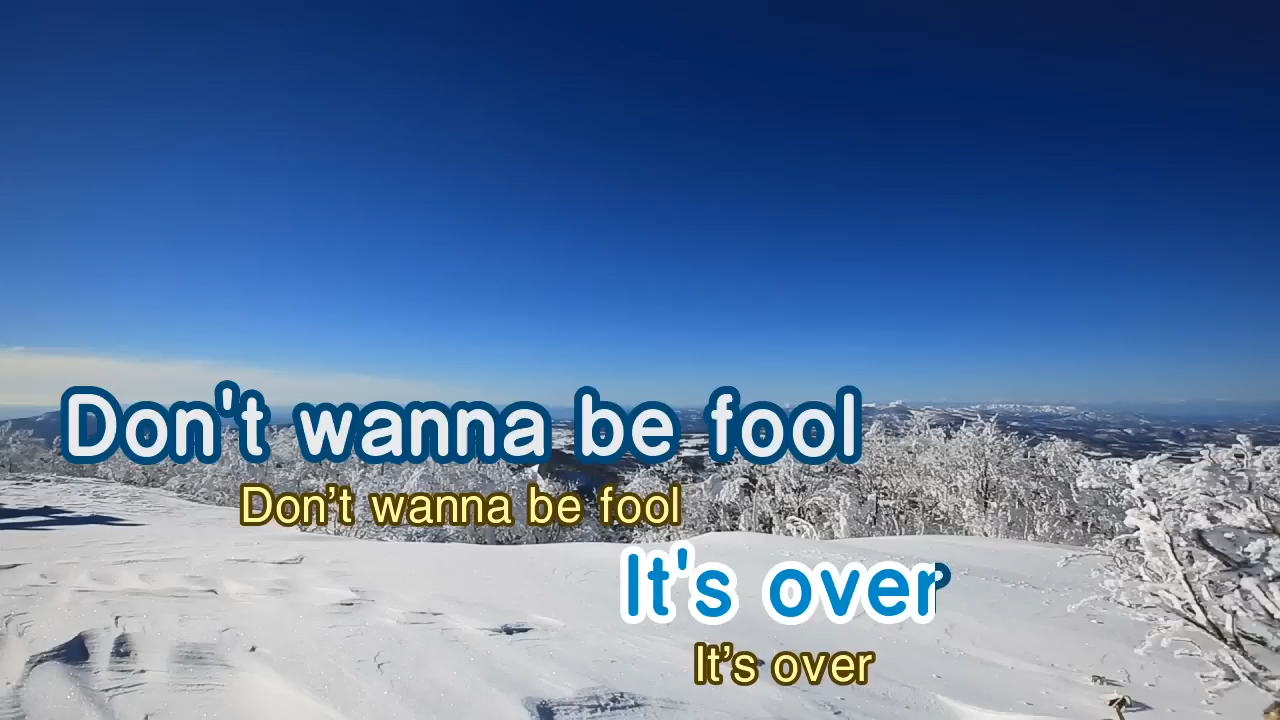 Don't wanna be fool
Don’t wanna be fool
It's over
It’s over